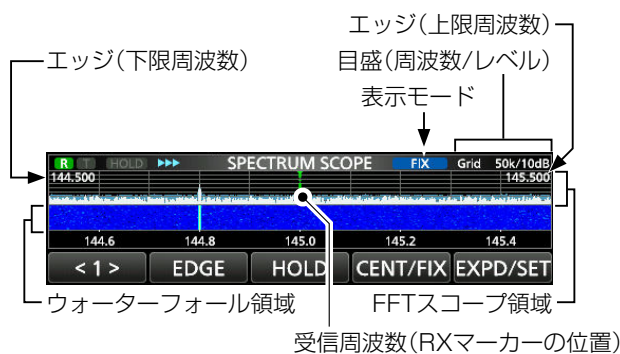 エッジ(上限周波数)
エッジ(下限周波数)
目盛(周波数/レベル)
表示モード
R T HOLD SPECTRUM SCOPE FIX Grid 50k/10dB
144.500 145.500
144.6 144.8 145.0 145.2 145.4
< 1 > EDGE HOLD CENT/FIX EXPD/SET
ウォーターフォール領域 FFTスコープ領域
受信周波数(RXマーカーの位置)